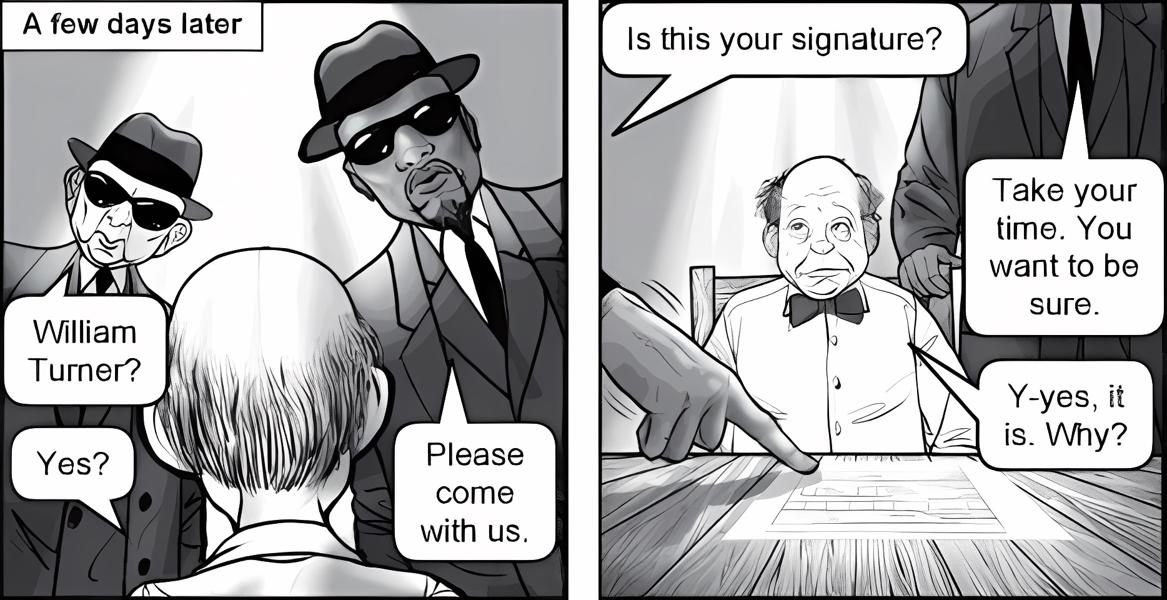 A few days later
William
Turner?
Yes?
Please
come
with us.
Is this your signature?
Take your
time. You
want to be
sure.
Y-yes, it
is. Why?